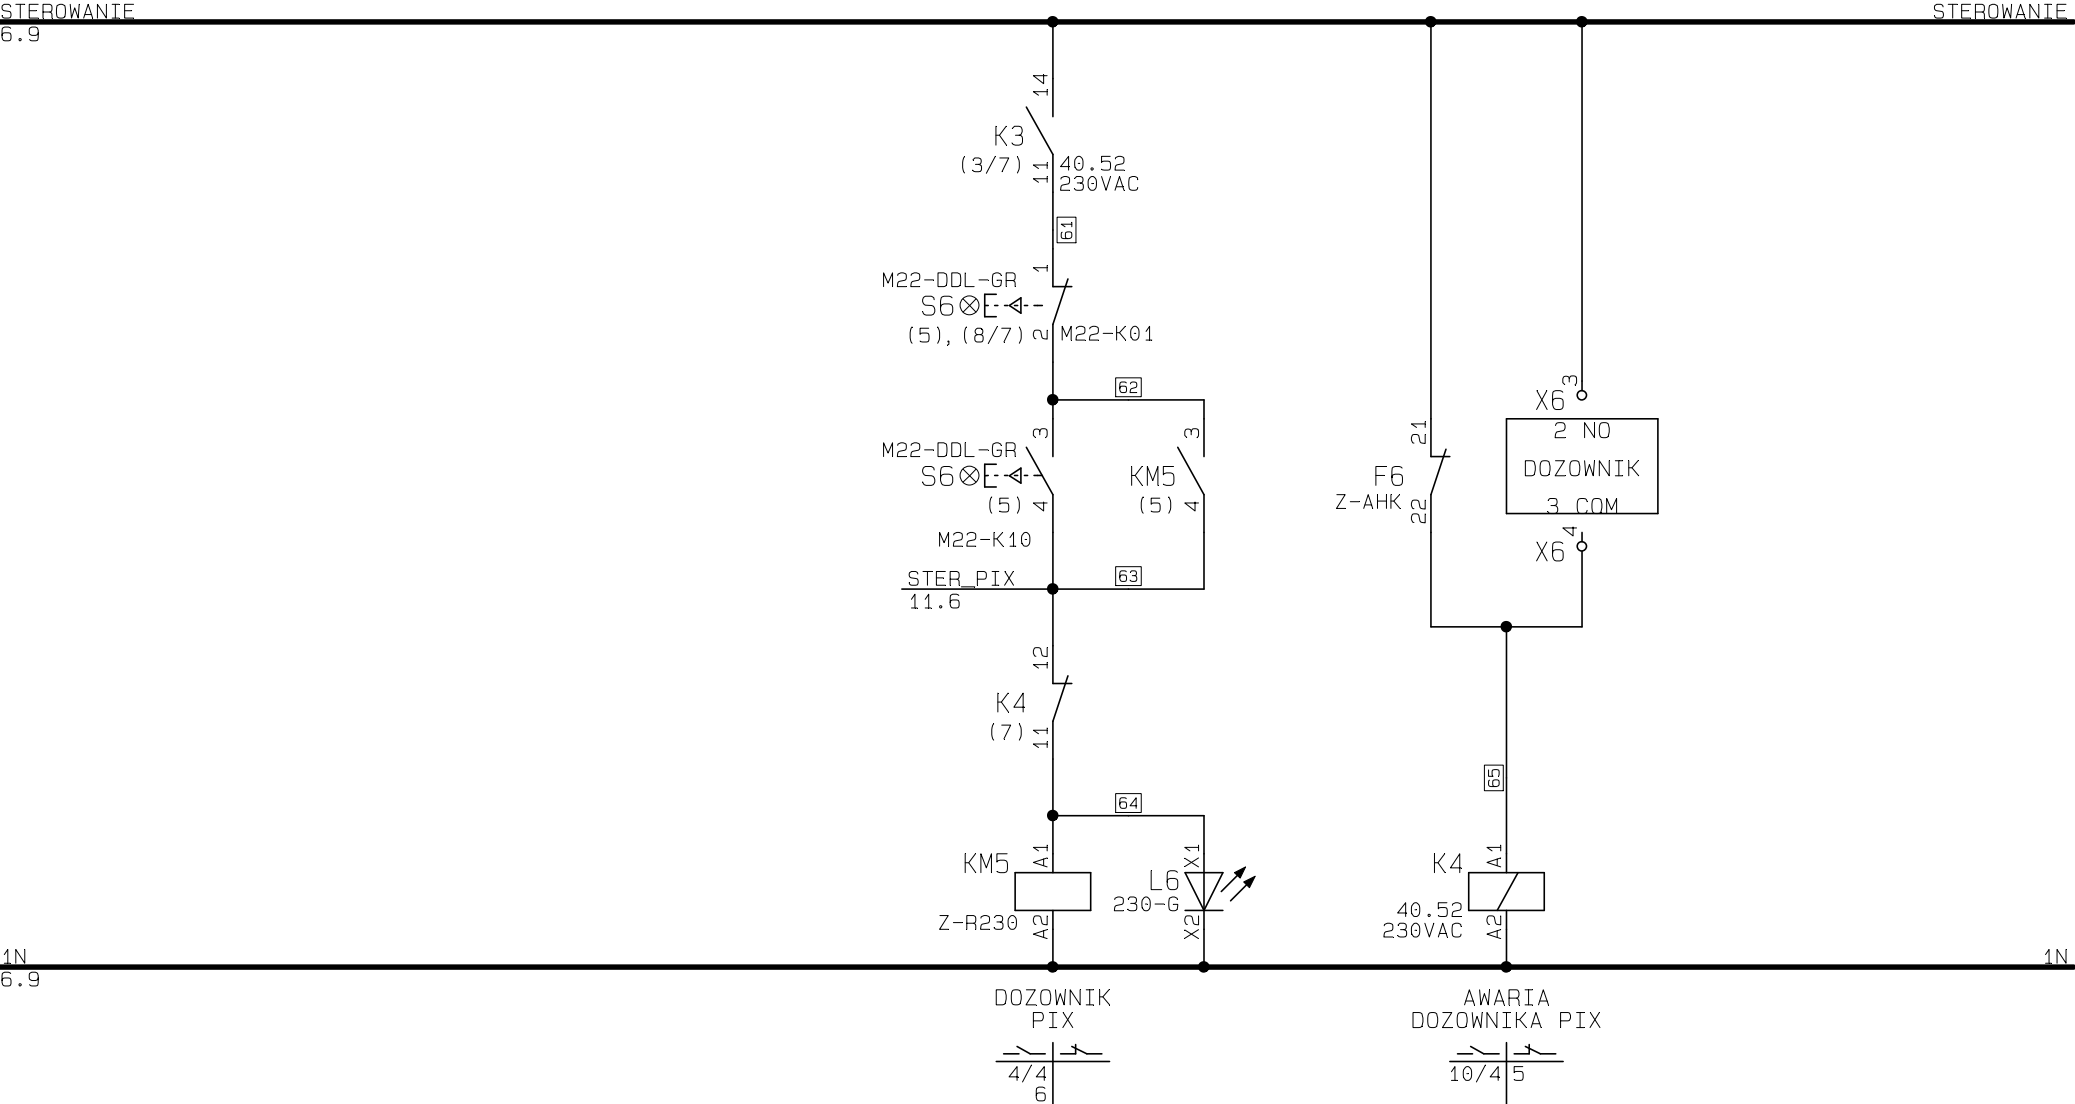 STEROWANIE
6.9
STEROWANIE
14
K3
(3/7)
11
40.52
230VAC
61
1
M22-DDL-GR
S6
(5),(8/7)
2
M22-K01
62
3
M22-DDL-GR
S6
(5)
4
M22-K10
3
KM5
(5)
4
STER_PIX
11.6
63
12
K4
(7)
11
64
A1
KM5
Z-R230
A2
X1
L6
230-G
X2
21
F6
Z-AHK
22
3
X6
2 NO
DOZOWNIK
3 COM
4
X6
65
A1
K4
40.52
230VAC
A2
1N
6.9
1N
DOZOWNIK
PIX
4/4
6
AWARIA
DOZOWNIKA PIX
10/4
5